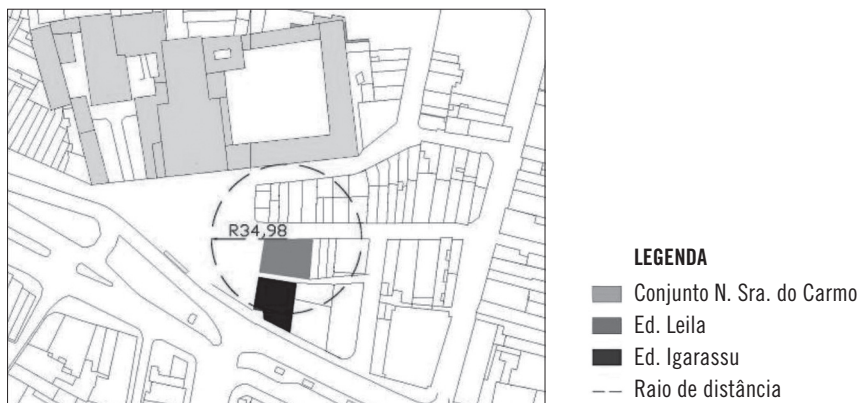 R34,98
LEGENDA
Conjunto N. Sra. do Carmo
Ed. Leila
Ed. Igarassu
Raio de distância